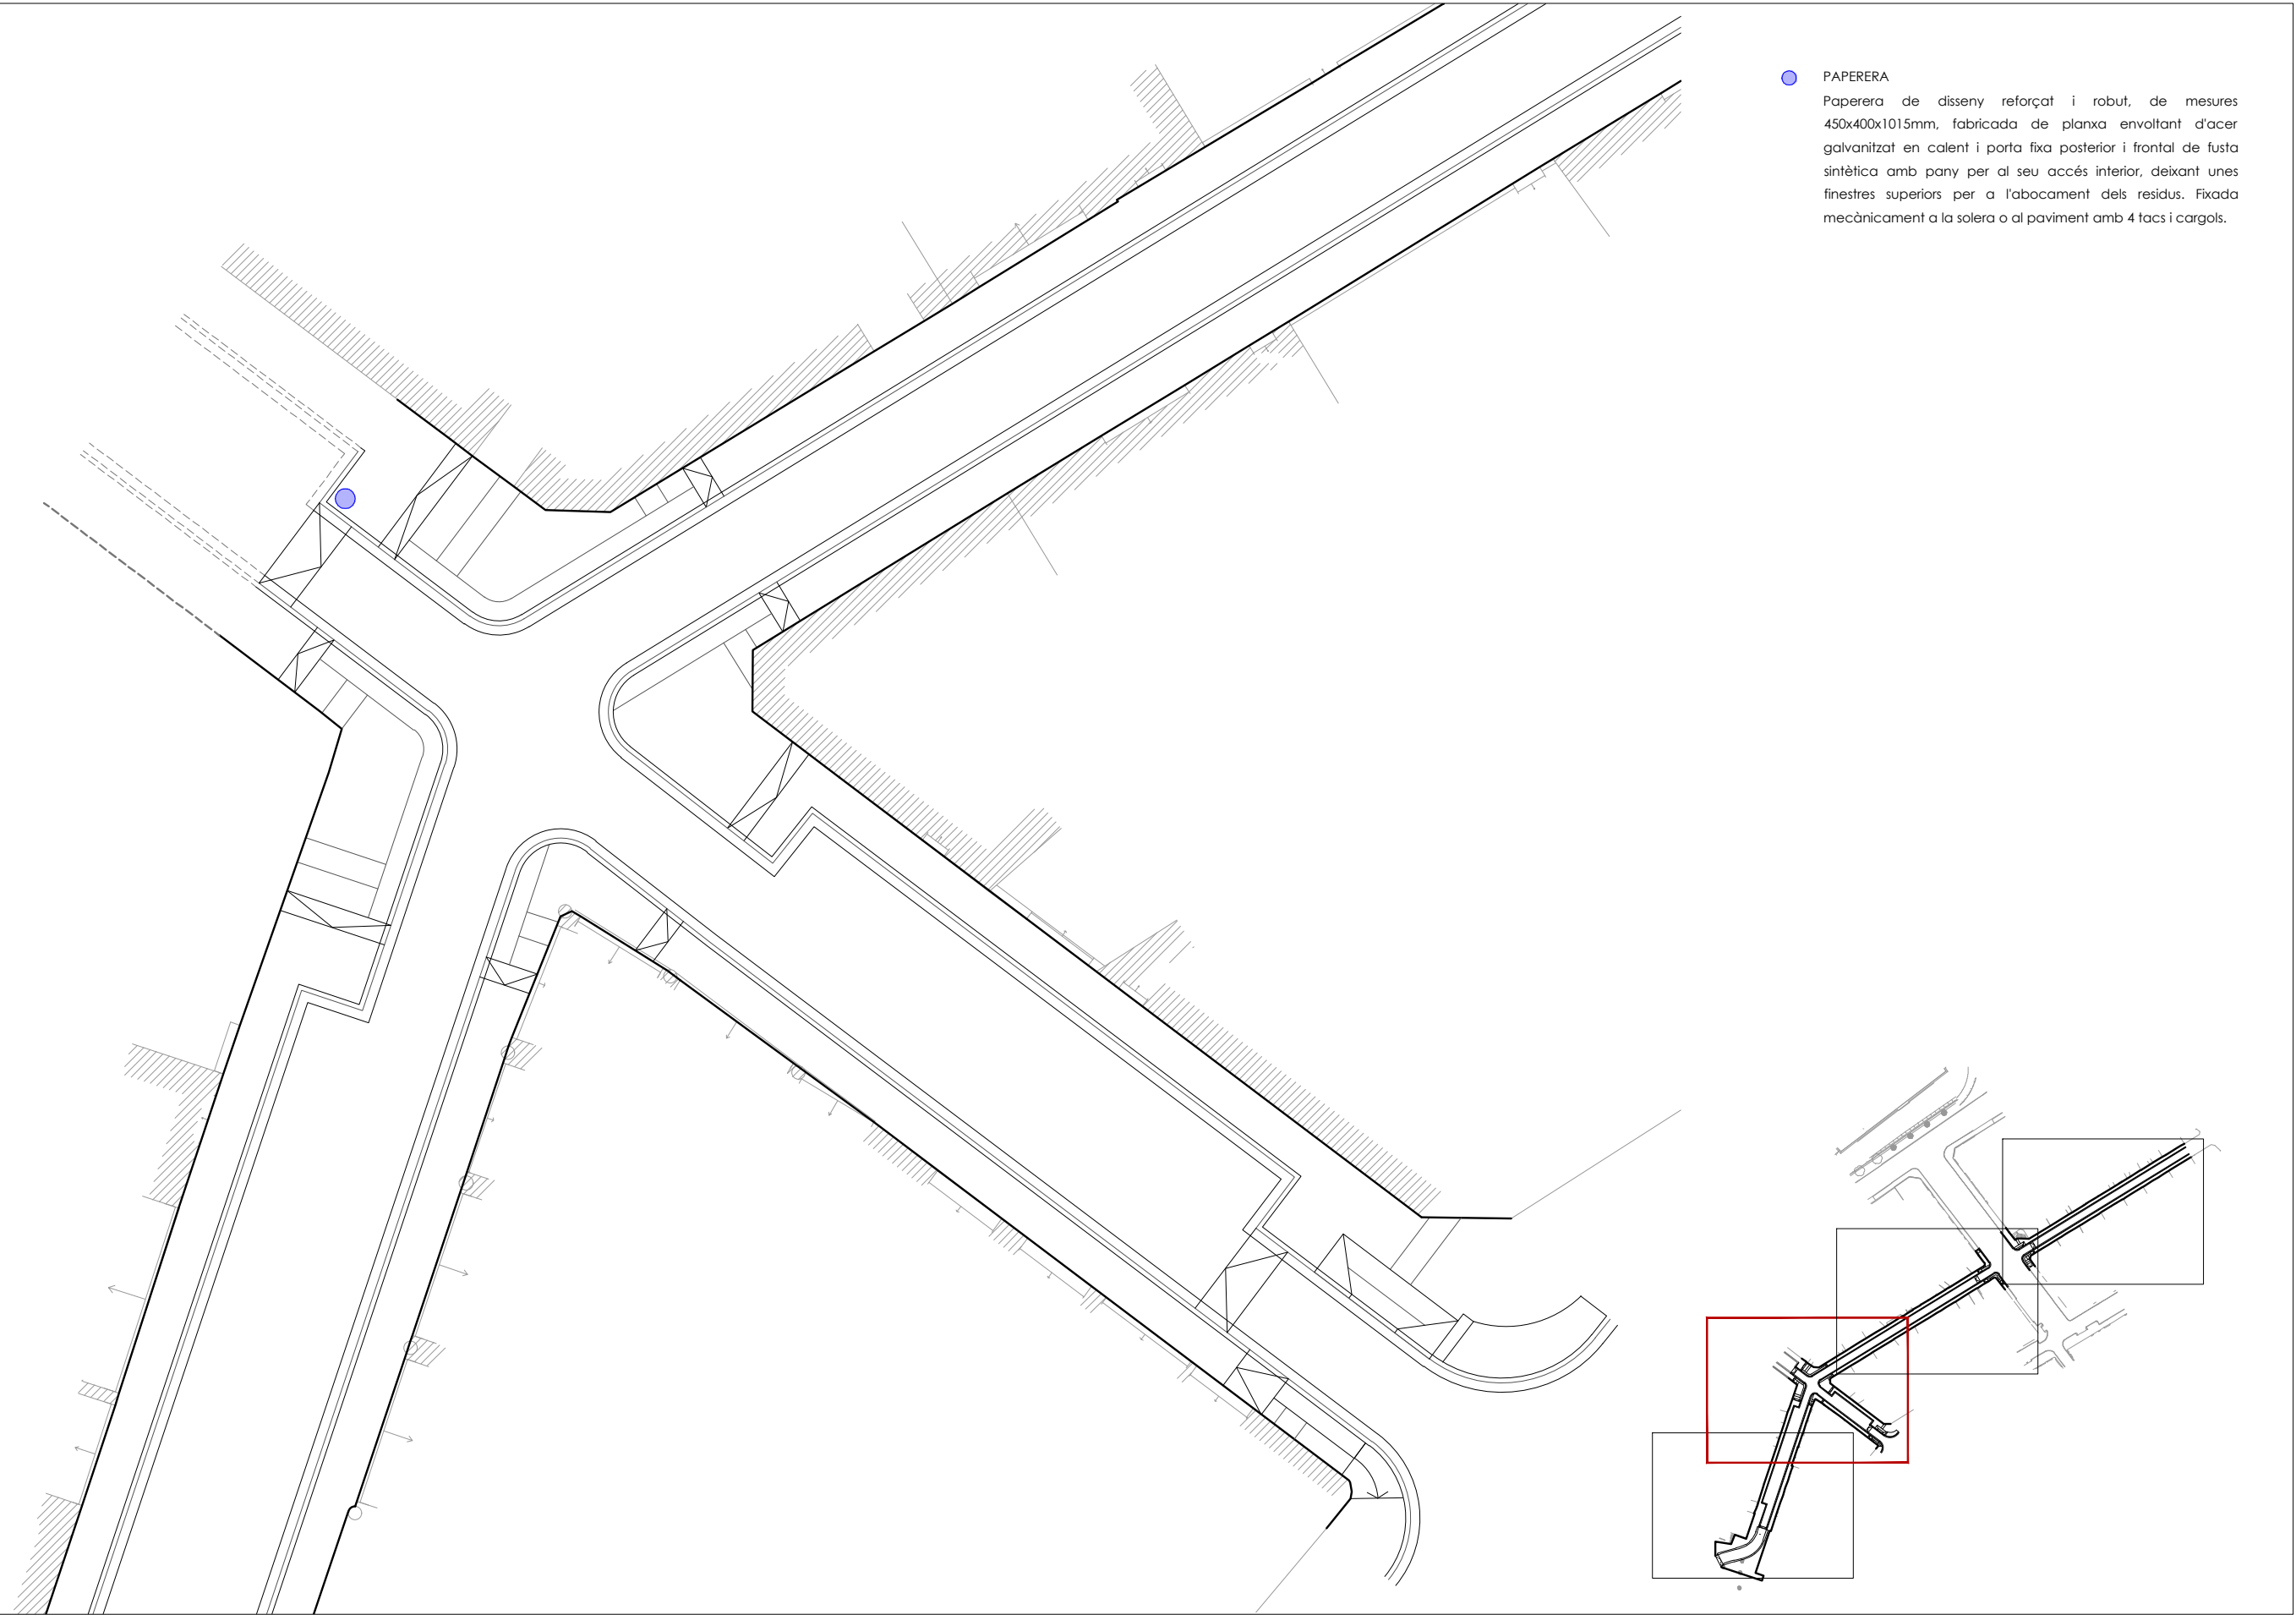 PAPERERA
Paperera de disseny reforçat i robut, de mesures
450x400x1015mm, fabricada de planxa envoltant d'acer
galvanitzat en calent i porta fixa posterior i frontal de fusta
sintètica amb pany per al seu accés interior, deixant unes
finestres superiors per a l'abocament dels residus. Fixada
mecànicament a la solera o al paviment amb 4 tacs i cargols.